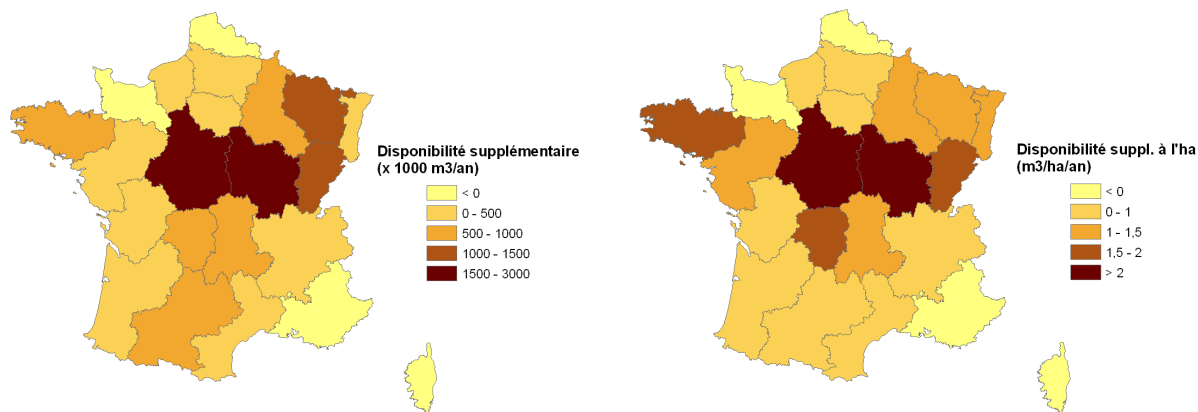 Disponibilité supplémentaire
(x 1000 m3/an)
< 0
0 - 500
500 - 1000
1000 - 1500
1500 - 3000
Disponibilité suppl. à l'ha
(m3/ha/an)
< 0
0 - 1
1 - 1,5
1,5 - 2
> 2